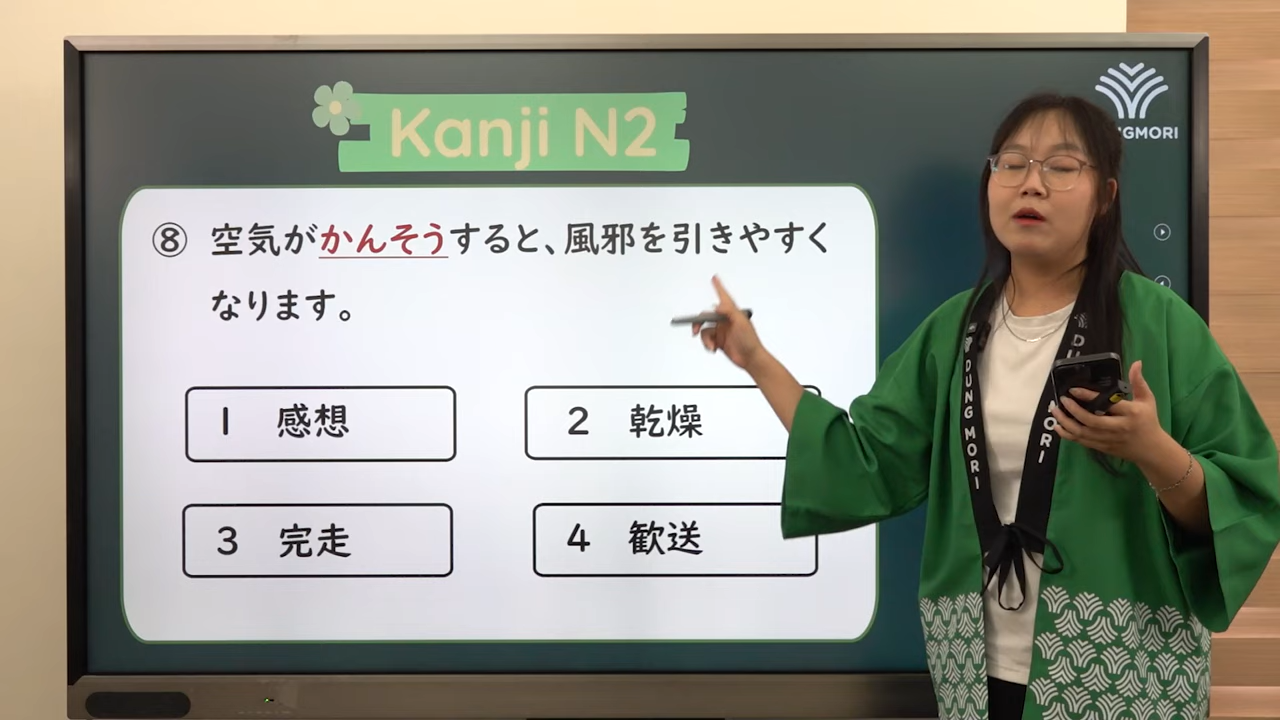 Kanji N2
⑧ 空気がかんそうすると、風邪を引きやすく
なります。
1 感想
2 乾燥
3 完走
4 歓送
NGMORI
DUNG MORI
MORI